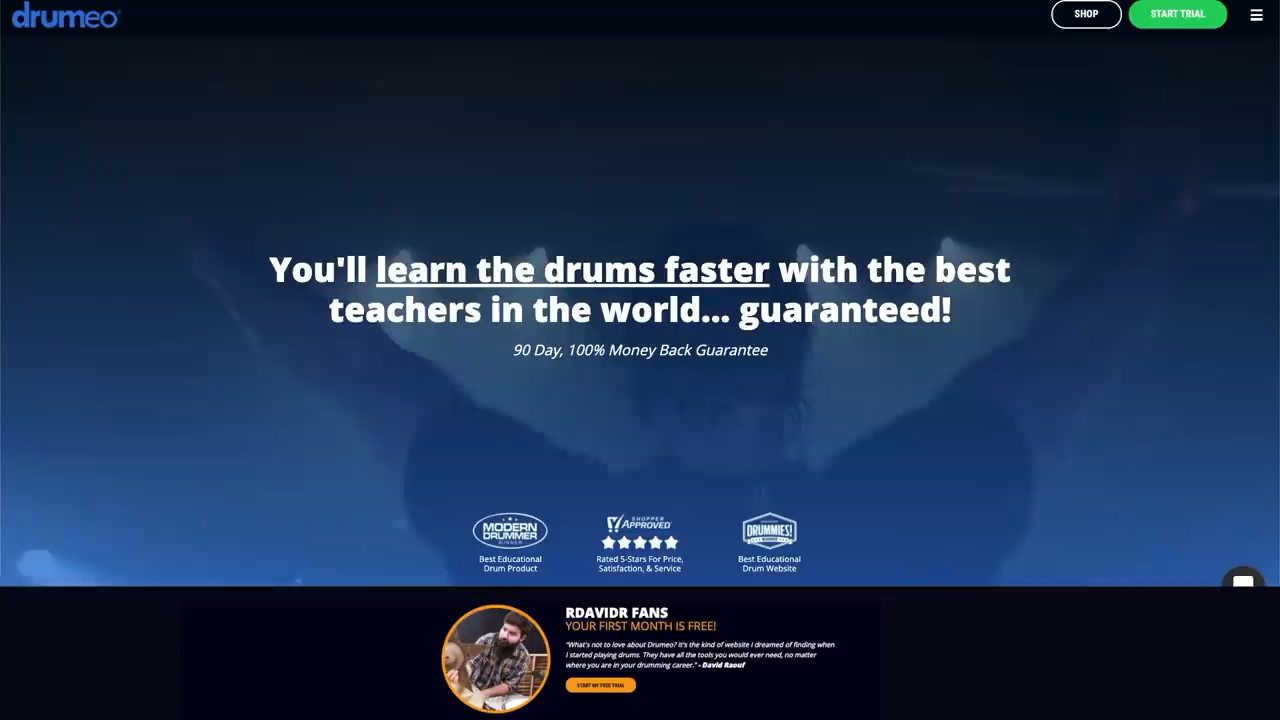 drumeo
SHOP
START TRIAL
You'll learn the drums faster with the best
teachers in the world... guaranteed!
90 Day, 100% Money Back Guarantee
MODERN
DRUMMER
WINNER
Best Educational
Drum Product
SHOPPER
APPROVED
Rated 5-Stars For Price,
Satisfaction, & Service
DRUMMIES!
WINNER
Best Educational
Drum Website
RDAVIDR FANS
YOUR FIRST MONTH IS FREE!
"What's not to love about Drumeo? It's the kind of website I dreamed of finding when
I started playing drums. They have all the tools you would ever need, no matter
where you are in your drumming career." - David Raouf
START MY FREE TRIAL